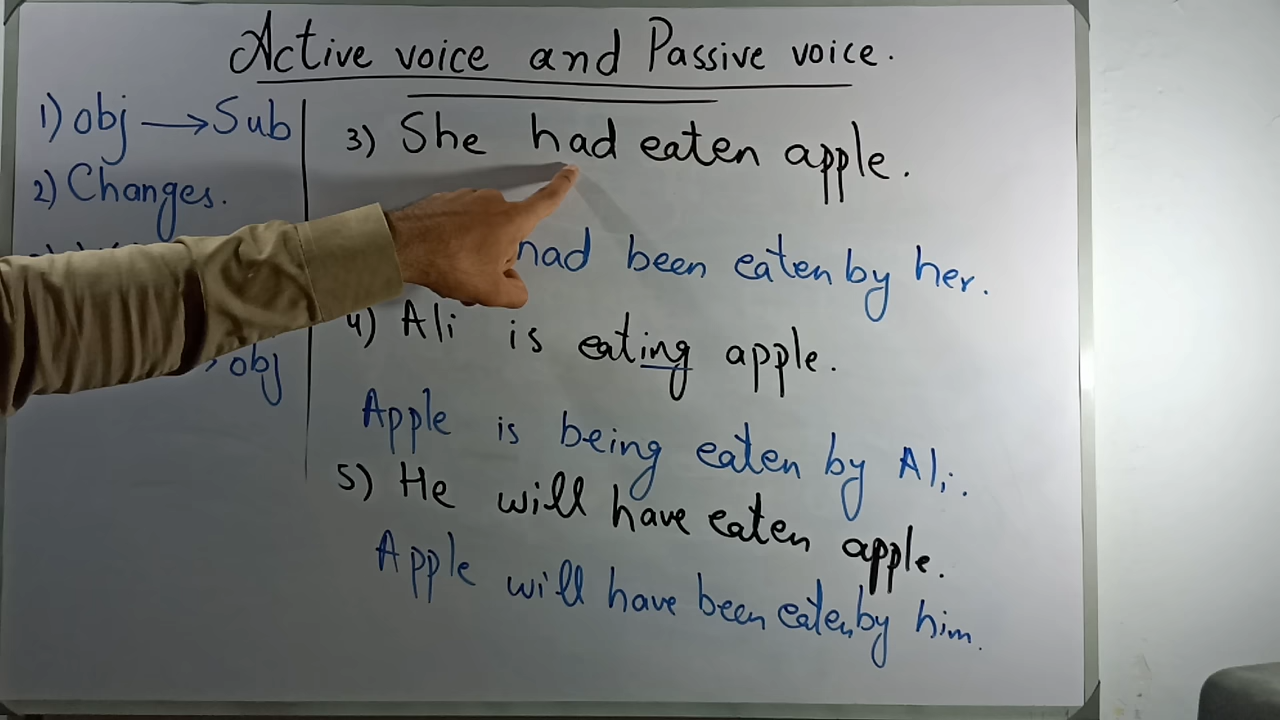 Active voice and Passive voice.
1) obj → Sub
2) Changes.
obj
3) She had eaten apple.
had been eaten by her.
4) Ali is eating apple.
Apple is being eaten by Ali.
5) He will have eaten apple.
Apple will have been eaten by him.